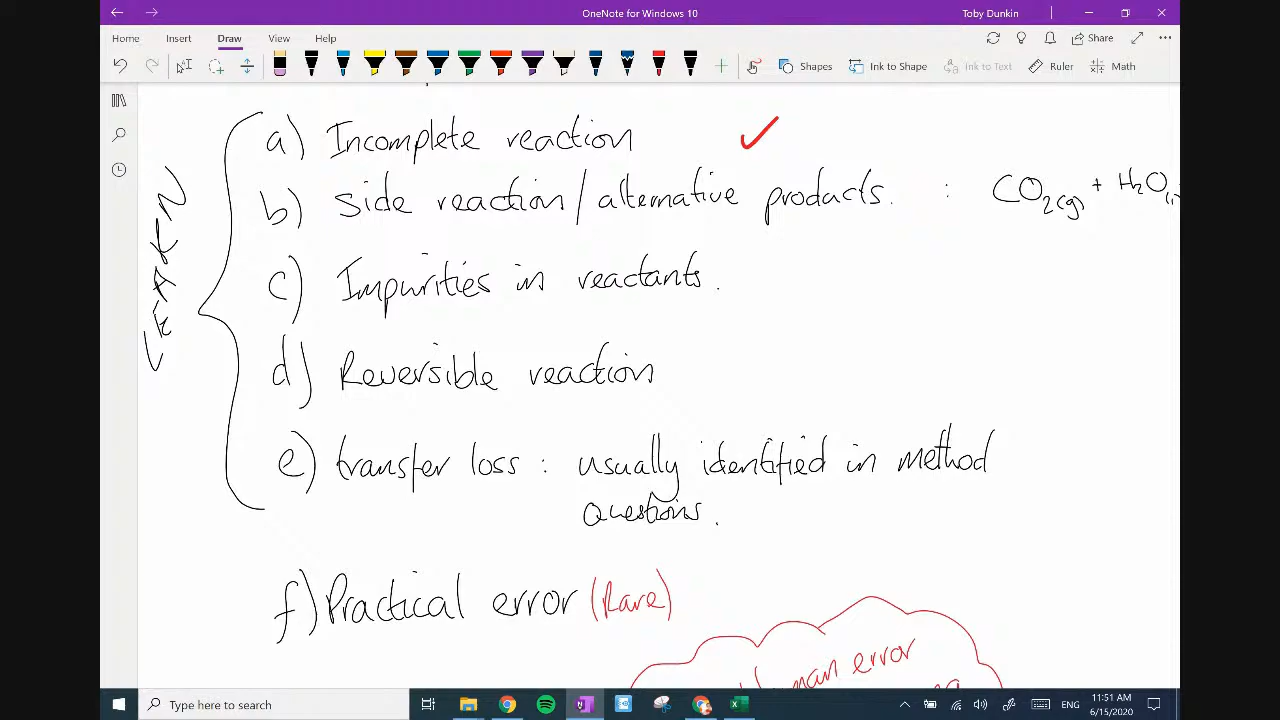 OneNote for Windows 10
Toby Dunkin
Home Insert Draw View Help
Share
Shapes Ink to Shape Ink to Text Ruler Math
LEARN
a) Incomplete reaction
b) side reaction/alternative products. : CO2(g) + H2O
c) Impurities in reactants.
d) Reversible reaction
e) transfer loss : usually identified in method
questions.
f) Practical error (Rare)
error
Type here to search
ENG
11:51 AM
6/15/2020